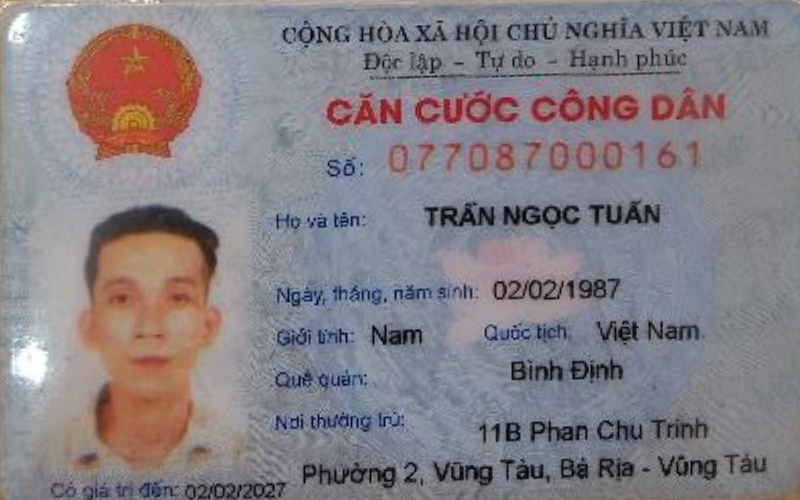 CỘNG HÒA XÃ HỘI CHỦ NGHĨA VIỆT NAM
Độc lập - Tự do - Hạnh phúc
CĂN CƯỚC CÔNG DÂN
Số: 077087000161
Họ và tên: TRẦN NGỌC TUẤN
Ngày, tháng, năm sinh: 02/02/1987
Giới tính: Nam Quốc tịch: Việt Nam
Quê quán: Bình Định
Nơi thường trú: 11B Phan Chu Trinh
Phường 2, Vũng Tàu, Bà Rịa - Vũng Tàu
Có giá trị đến: 02/02/2027